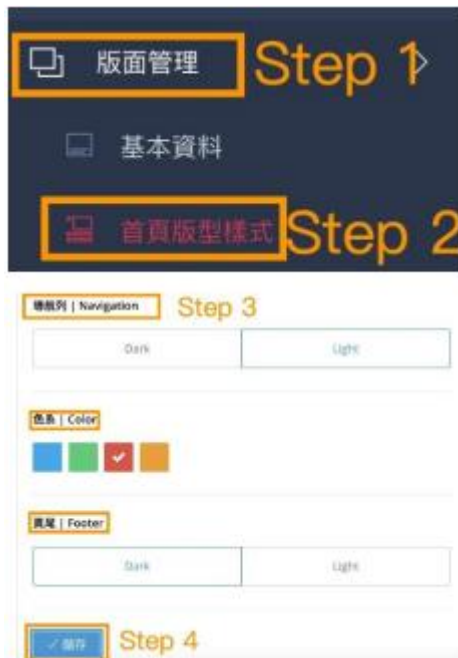 版面管理 Step 1
基本資料
首頁版型樣式 Step 2
導航列 | Navigation Step 3
Dark Light
色系 | Color
頁尾 | Footer
Dark Light
✓ 儲存 Step 4